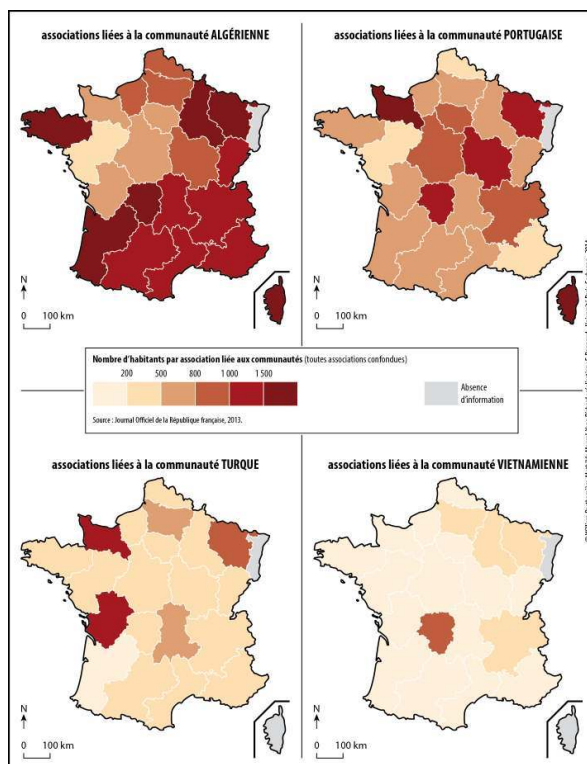 associations liées à la communauté ALGÉRIENNE
associations liées à la communauté PORTUGAISE
N
0 100 km
N
0 100 km
Nombre d'habitants par association liée aux communautés (toutes associations confondues)
200 500 800 1 000 1 500
Absence
d'information
Source : Journal Officiel de la République française, 2013.
associations liées à la communauté TURQUE
associations liées à la communauté VIETNAMIENNE
N
0 100 km
N
0 100 km